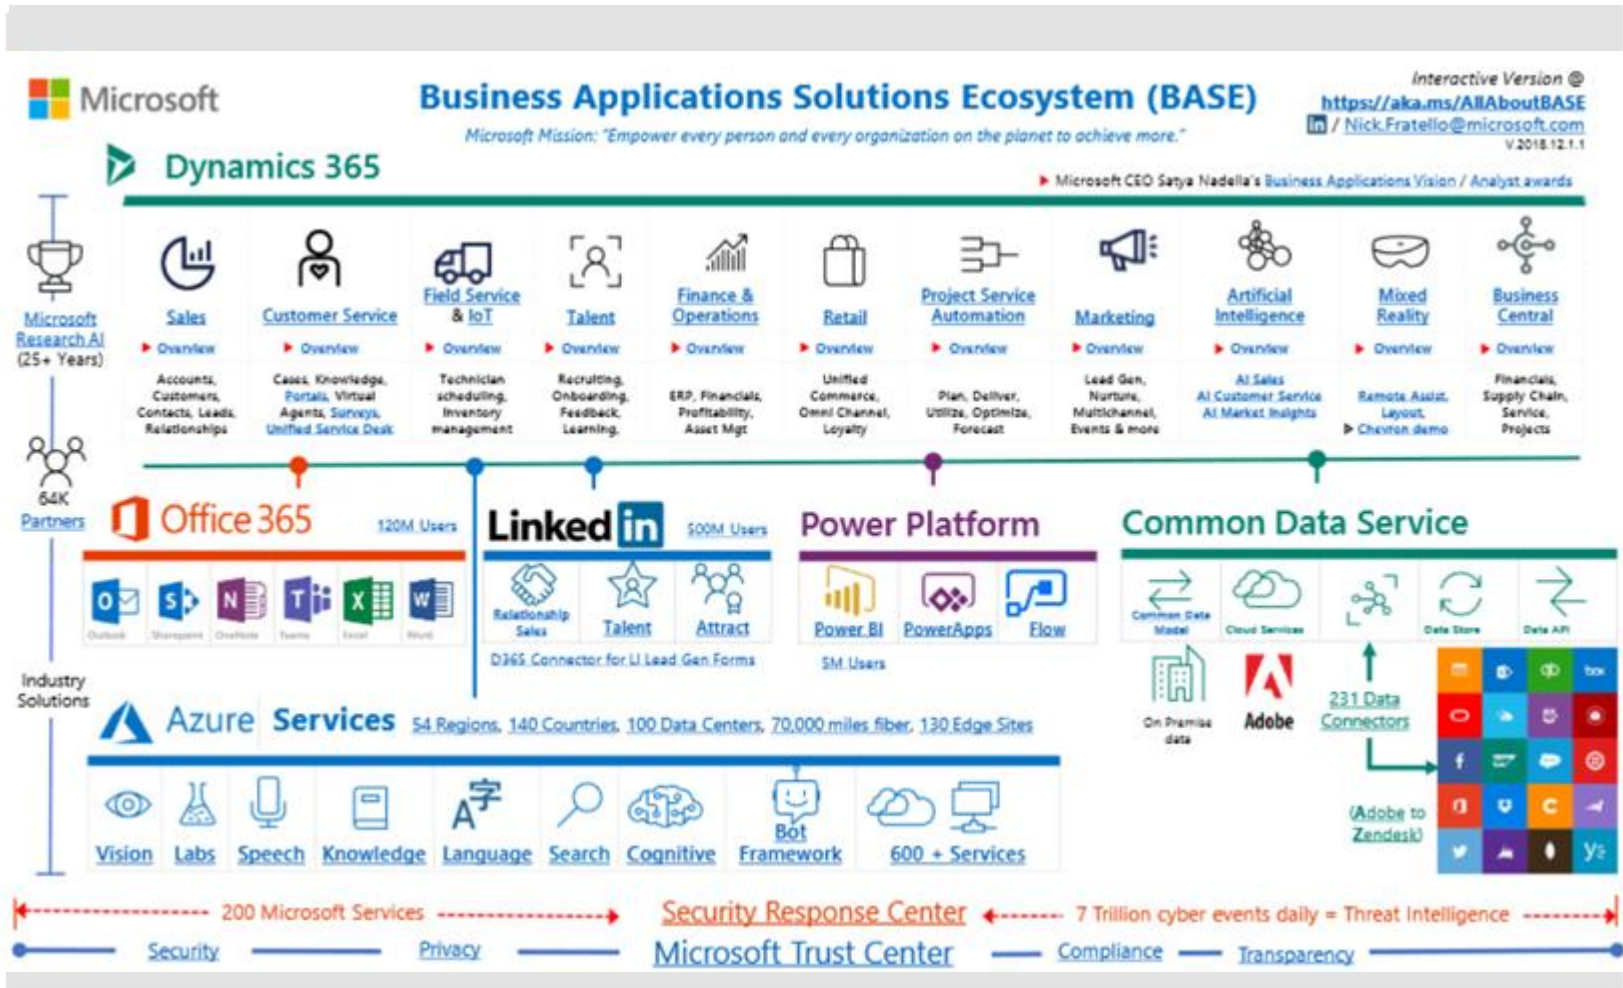 Microsoft
Business Applications Solutions Ecosystem (BASE)
Microsoft Mission: "Empower every person and every organization on the planet to achieve more."
Interactive Version @
https://aka.ms/AllAboutBASE
in / Nick.Fratello@microsoft.com
V.2018.12.1.1
Dynamics 365
Microsoft CEO Satya Nadella's Business Applications Vision / Analyst awards
Microsoft
Research AI
(25+ Years)
64K
Partners
Industry
Solutions
Sales
Overview
Accounts,
Customers,
Contacts, Leads,
Relationships
Customer Service
Overview
Cases, Knowledge,
Portals, Virtual
Agents, Surveys,
Unified Service Desk
Field Service
& IoT
Overview
Technician
scheduling,
Inventory
management
Talent
Overview
Recruiting,
Onboarding,
Feedback,
Learning,
Finance &
Operations
Overview
ERP, Financials,
Profitability,
Asset Mgt
Retail
Overview
Unified
Commerce,
Omni Channel,
Loyalty
Project Service
Automation
Overview
Plan, Deliver,
Utilize, Optimize,
Forecast
Marketing
Overview
Lead Gen,
Nurture,
Multichannel,
Events & more
Artificial
Intelligence
Overview
AI Sales
AI Customer Service
AI Market Insights
Mixed
Reality
Overview
Remote Assist,
Layout,
Chevron demo
Business
Central
Overview
Financials,
Supply Chain,
Service,
Projects
Office 365
120M Users
Outlook
Sharepoint
OneNote
Teams
Excel
Word
Linked in
500M Users
Relationship
Sales
Talent
Attract
D365 Connector for LI Lead Gen Forms
Power Platform
Power BI
PowerApps
Flow
5M Users
Common Data Service
Common Data
Model
Cloud Services
Data Store
Data API
On Premise
data
Adobe
231 Data
Connectors
(Adobe to
Zendesk)
box
Azure Services
54 Regions, 140 Countries, 100 Data Centers, 70,000 miles fiber, 130 Edge Sites
Vision
Labs
Speech
Knowledge
A字
Language
Search
Cognitive
Bot
Framework
600 + Services
200 Microsoft Services
Security Response Center
7 Trillion cyber events daily = Threat Intelligence
Security
Privacy
Microsoft Trust Center
Compliance
Transparency